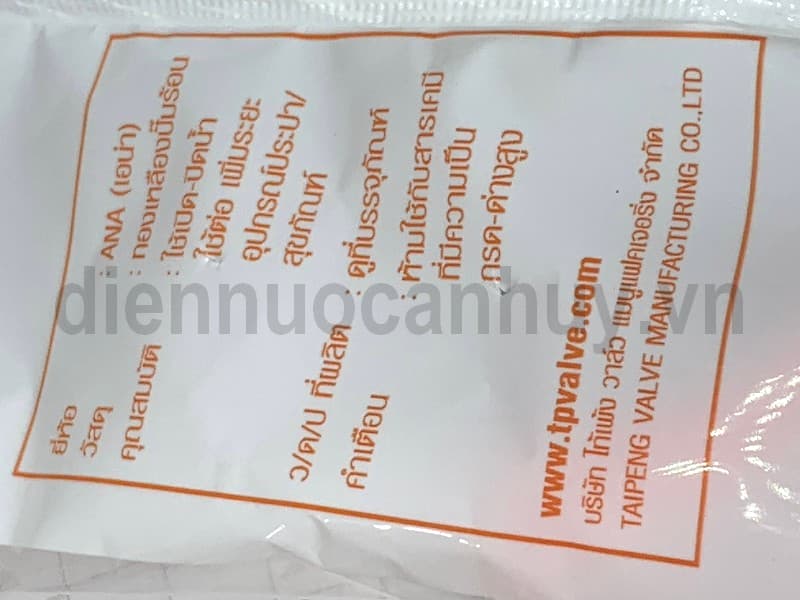 ยี่ห้อ : ANA (เอน่า)
วัสดุ : ทองเหลืองปั๊มร้อน
คุณสมบัติ : ใช้เปิด-ปิดน้ำ
ใช้ต่อ เพิ่มระยะ
อุปกรณ์ประปา/
สุขภัณฑ์
ว/ด/ป ที่ผลิต : ดูที่บรรจุภัณฑ์
คำเตือน : ห้ามใช้กับสารเคมี
ที่มีความเป็น
กรด-ด่างสูง
www.tpvalve.com
บริษัท ไถ้เพ้ง วาล์ว แมนูแฟคเจอริ่ง จำกัด
TAIPENG VALVE MANUFACTURING CO.,LTD
diennuocanhuy.vn